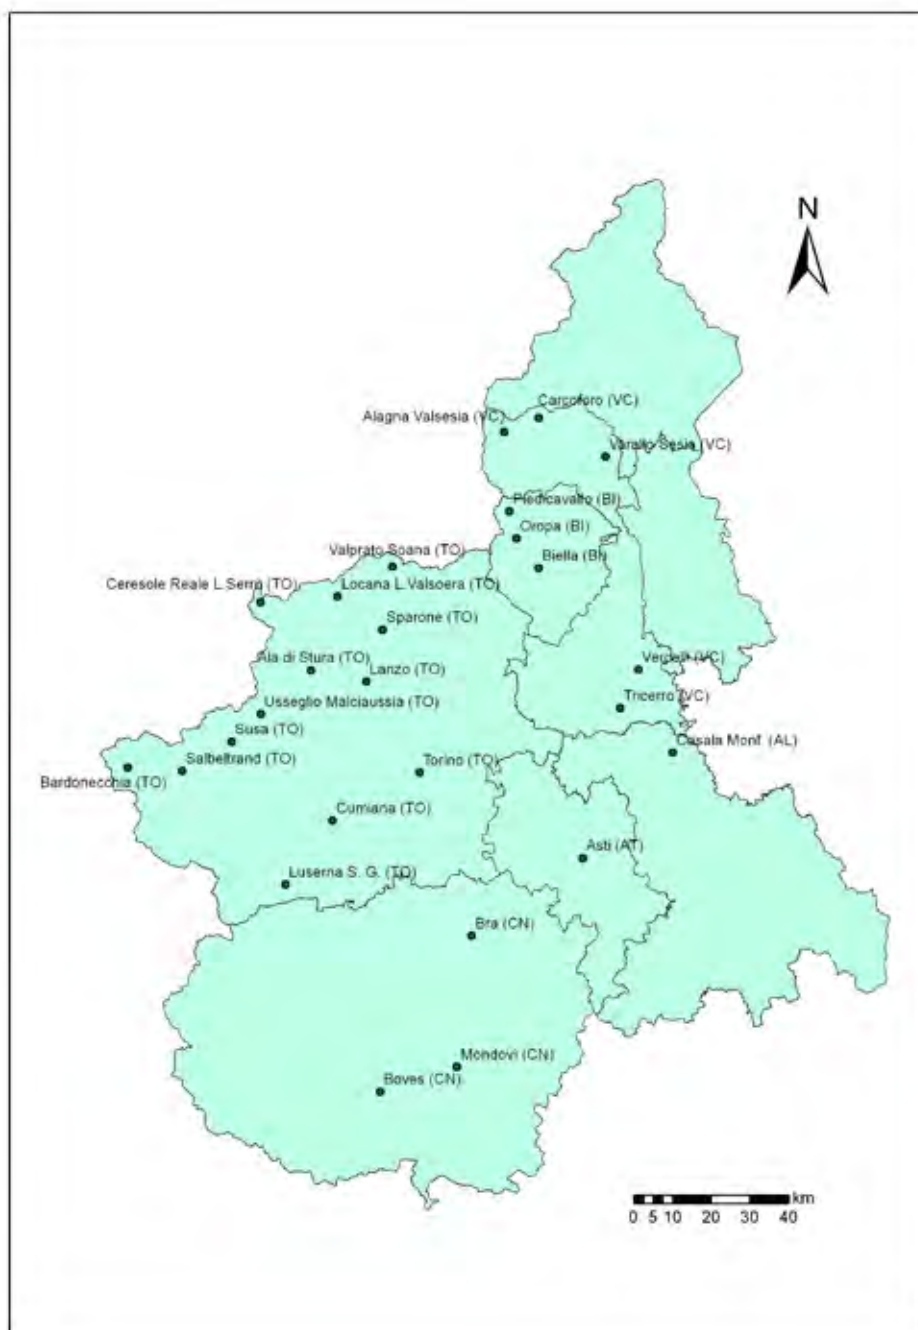 N
Carcoforo (VC)
Alagna Valsesia (VC)
Varallo Sesia (VC)
Piedicavallo (BI)
Oropa (BI)
Valprato Soana (TO)
Biella (BI)
Ceresole Reale L.Serrù (TO)
Locana L.Valsoera (TO)
Sparone (TO)
Ala di Stura (TO)
Lanzo (TO)
Vercelli (VC)
Usseglio Malciaussia (TO)
Tricerro (VC)
Susa (TO)
Casale Monf. (AL)
Salbeltrand (TO)
Torino (TO)
Bardonecchia (TO)
Cumiana (TO)
Asti (AT)
Luserna S. G. (TO)
Bra (CN)
Mondovì (CN)
Boves (CN)
km
0 5 10 20 30 40